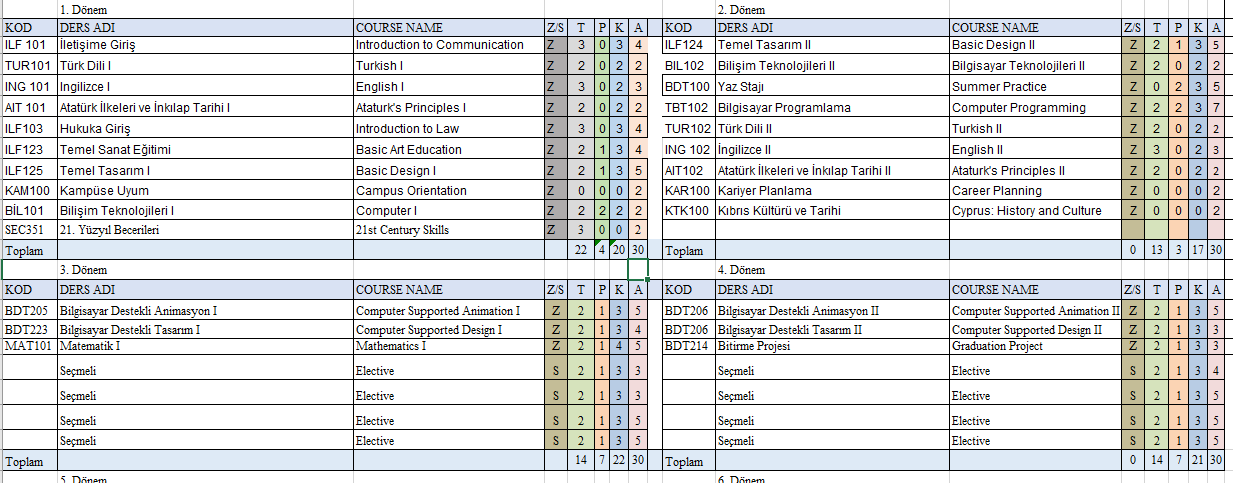 1. Dönem 2. Dönem
KOD DERS ADI COURSE NAME Z/S T P K A KOD DERS ADI COURSE NAME Z/S T P K A
ILF 101 İletişime Giriş Introduction to Communication Z 3 0 3 4 ILF124 Temel Tasarım II Basic Design II Z 2 1 3 5
TUR101 Türk Dili I Turkish I Z 2 0 2 2 BIL102 Bilişim Teknolojileri II Bilgisayar Teknolojileri II Z 2 0 2 2
ING 101 Ingilizce I English I Z 2 0 2 3 BDT100 Yaz Stajı Summer Practice Z 0 2 3 5
AIT 101 Atatürk İlkeleri ve İnkılap Tarihi I Ataturk's Principles I Z 2 0 2 2 TBT102 Bilgisayar Programlama Computer Programming Z 2 2 3 7
ILF103 Hukuka Giriş Introduction to Law Z 3 0 3 4 TUR102 Türk Dili II Turkish II Z 2 0 2 2
ILF123 Temel Sanat Eğitimi Basic Art Education Z 2 1 3 4 ING 102 İngilizce II English II Z 3 0 2 3
ILF125 Temel Tasarım I Basic Design I Z 2 1 3 5 AIT102 Atatürk İlkeleri ve İnkılap Tarihi II Ataturk's Principles II Z 2 0 2 2
KAM100 Kampüse Uyum Campus Orientation Z 0 0 0 2 KAR100 Kariyer Planlama Career Planning Z 0 0 0 2
BİL101 Bilişim Teknolojileri I Computer I Z 2 2 2 2 KTK100 Kıbrıs Kültürü ve Tarihi Cyprus: History and Culture Z 0 0 0 2
SEC351 21. Yüzyıl Becerileri 21st Century Skills Z 3 0 0 2
Toplam 22 4 20 30 Toplam 0 13 3 17 30
3. Dönem 4. Dönem
KOD DERS ADI COURSE NAME Z/S T P K A KOD DERS ADI COURSE NAME Z/S T P K A
BDT205 Bilgisayar Destekli Animasyon I Computer Supported Animation I Z 2 1 3 5 BDT206 Bilgisayar Destekli Animasyon II Computer Supported Animation II Z 2 1 3 5
BDT223 Bilgisayar Destekli Tasarım I Computer Supported Design I Z 2 1 3 4 BDT206 Bilgisayar Destekli Tasarım II Computer Supported Design II Z 2 1 3 3
MAT101 Matematik I Mathematics I Z 2 1 4 5 BDT214 Bitirme Projesi Graduation Project Z 2 1 3 3
Seçmeli Elective S 2 1 3 3 Seçmeli Elective S 2 1 3 4
Seçmeli Elective S 2 1 3 3 Seçmeli Elective S 2 1 3 5
Seçmeli Elective S 2 1 3 5 Seçmeli Elective S 2 1 3 5
Seçmeli Elective S 2 1 3 5 Seçmeli Elective S 2 1 3 5
Toplam 14 7 22 30 Toplam 0 14 7 21 30
5. Dönem 6. Dönem